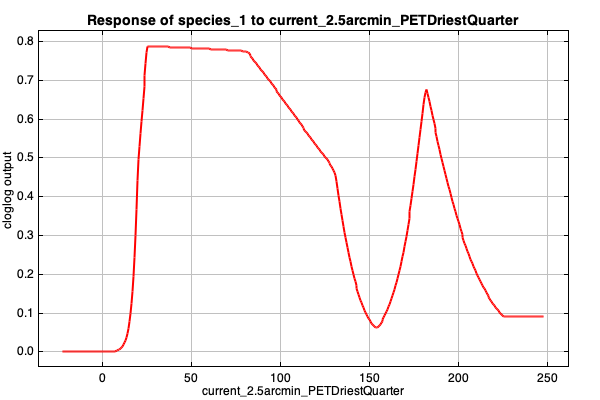 Response of species_1 to current_2.5arcmin_PETDriestQuarter
cloglog output
0.8
0.7
0.6
0.5
0.4
0.3
0.2
0.1
0.0
0 50 100 150 200 250
current_2.5arcmin_PETDriestQuarter